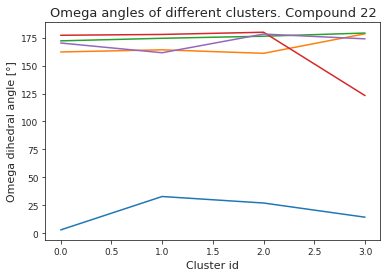 Omega angles of different clusters. Compound 22
Omega dihedral angle [°]
175
150
125
100
75
50
25
0
0.0 0.5 1.0 1.5 2.0 2.5 3.0
Cluster id